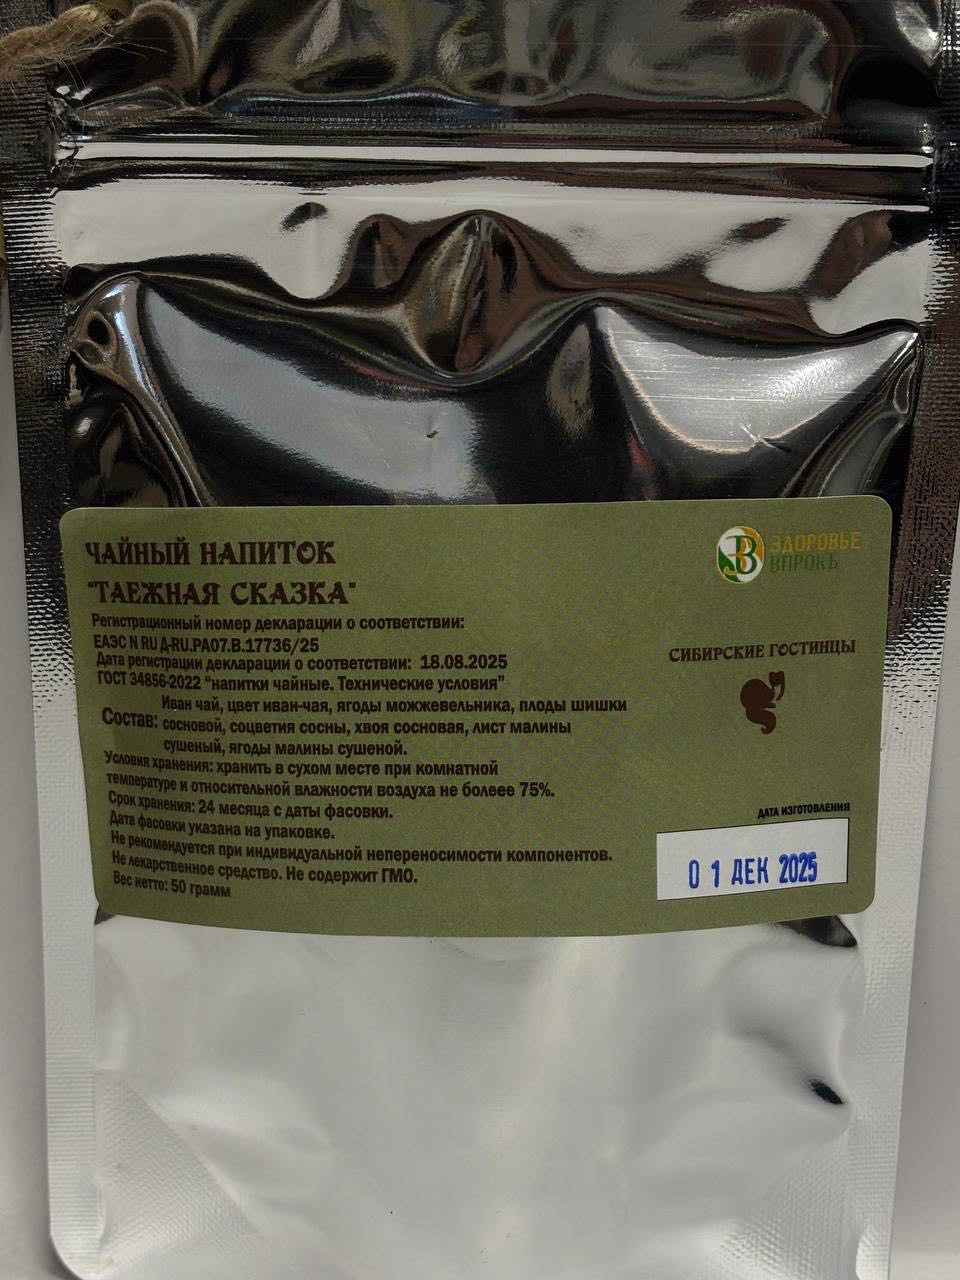 ЧАЙНЫЙ НАПИТОК
"ТАЕЖНАЯ СКАЗКА"
Регистрационный номер декларации о соответствии:
ЕАЭС N RU Д-RU.РА07.В.17736/25
Дата регистрации декларации о соответствии: 18.08.2025
ГОСТ 34856-2022 “напитки чайные. Технические условия”
Состав: Иван чай, цвет иван-чая, ягоды можжевельника, плоды шишки
сосновой, соцветия сосны, хвоя сосновая, лист малины
сушеный, ягоды малины сушеной.
Условия хранения: хранить в сухом месте при комнатной
температуре и относительной влажности воздуха не болеее 75%.
Срок хранения: 24 месяца с даты фасовки.
Дата фасовки указана на упаковке.
Не рекомендуется при индивидуальной непереносимости компонентов.
Не лекарственное средство. Не содержит ГМО.
Вес нетто: 50 грамм
ЗВ ЗДОРОВЬЕ
ВПРОКЪ
СИБИРСКИЕ ГОСТИНЦЫ
ДАТА ИЗГОТОВЛЕНИЯ
01 ДЕК 2025